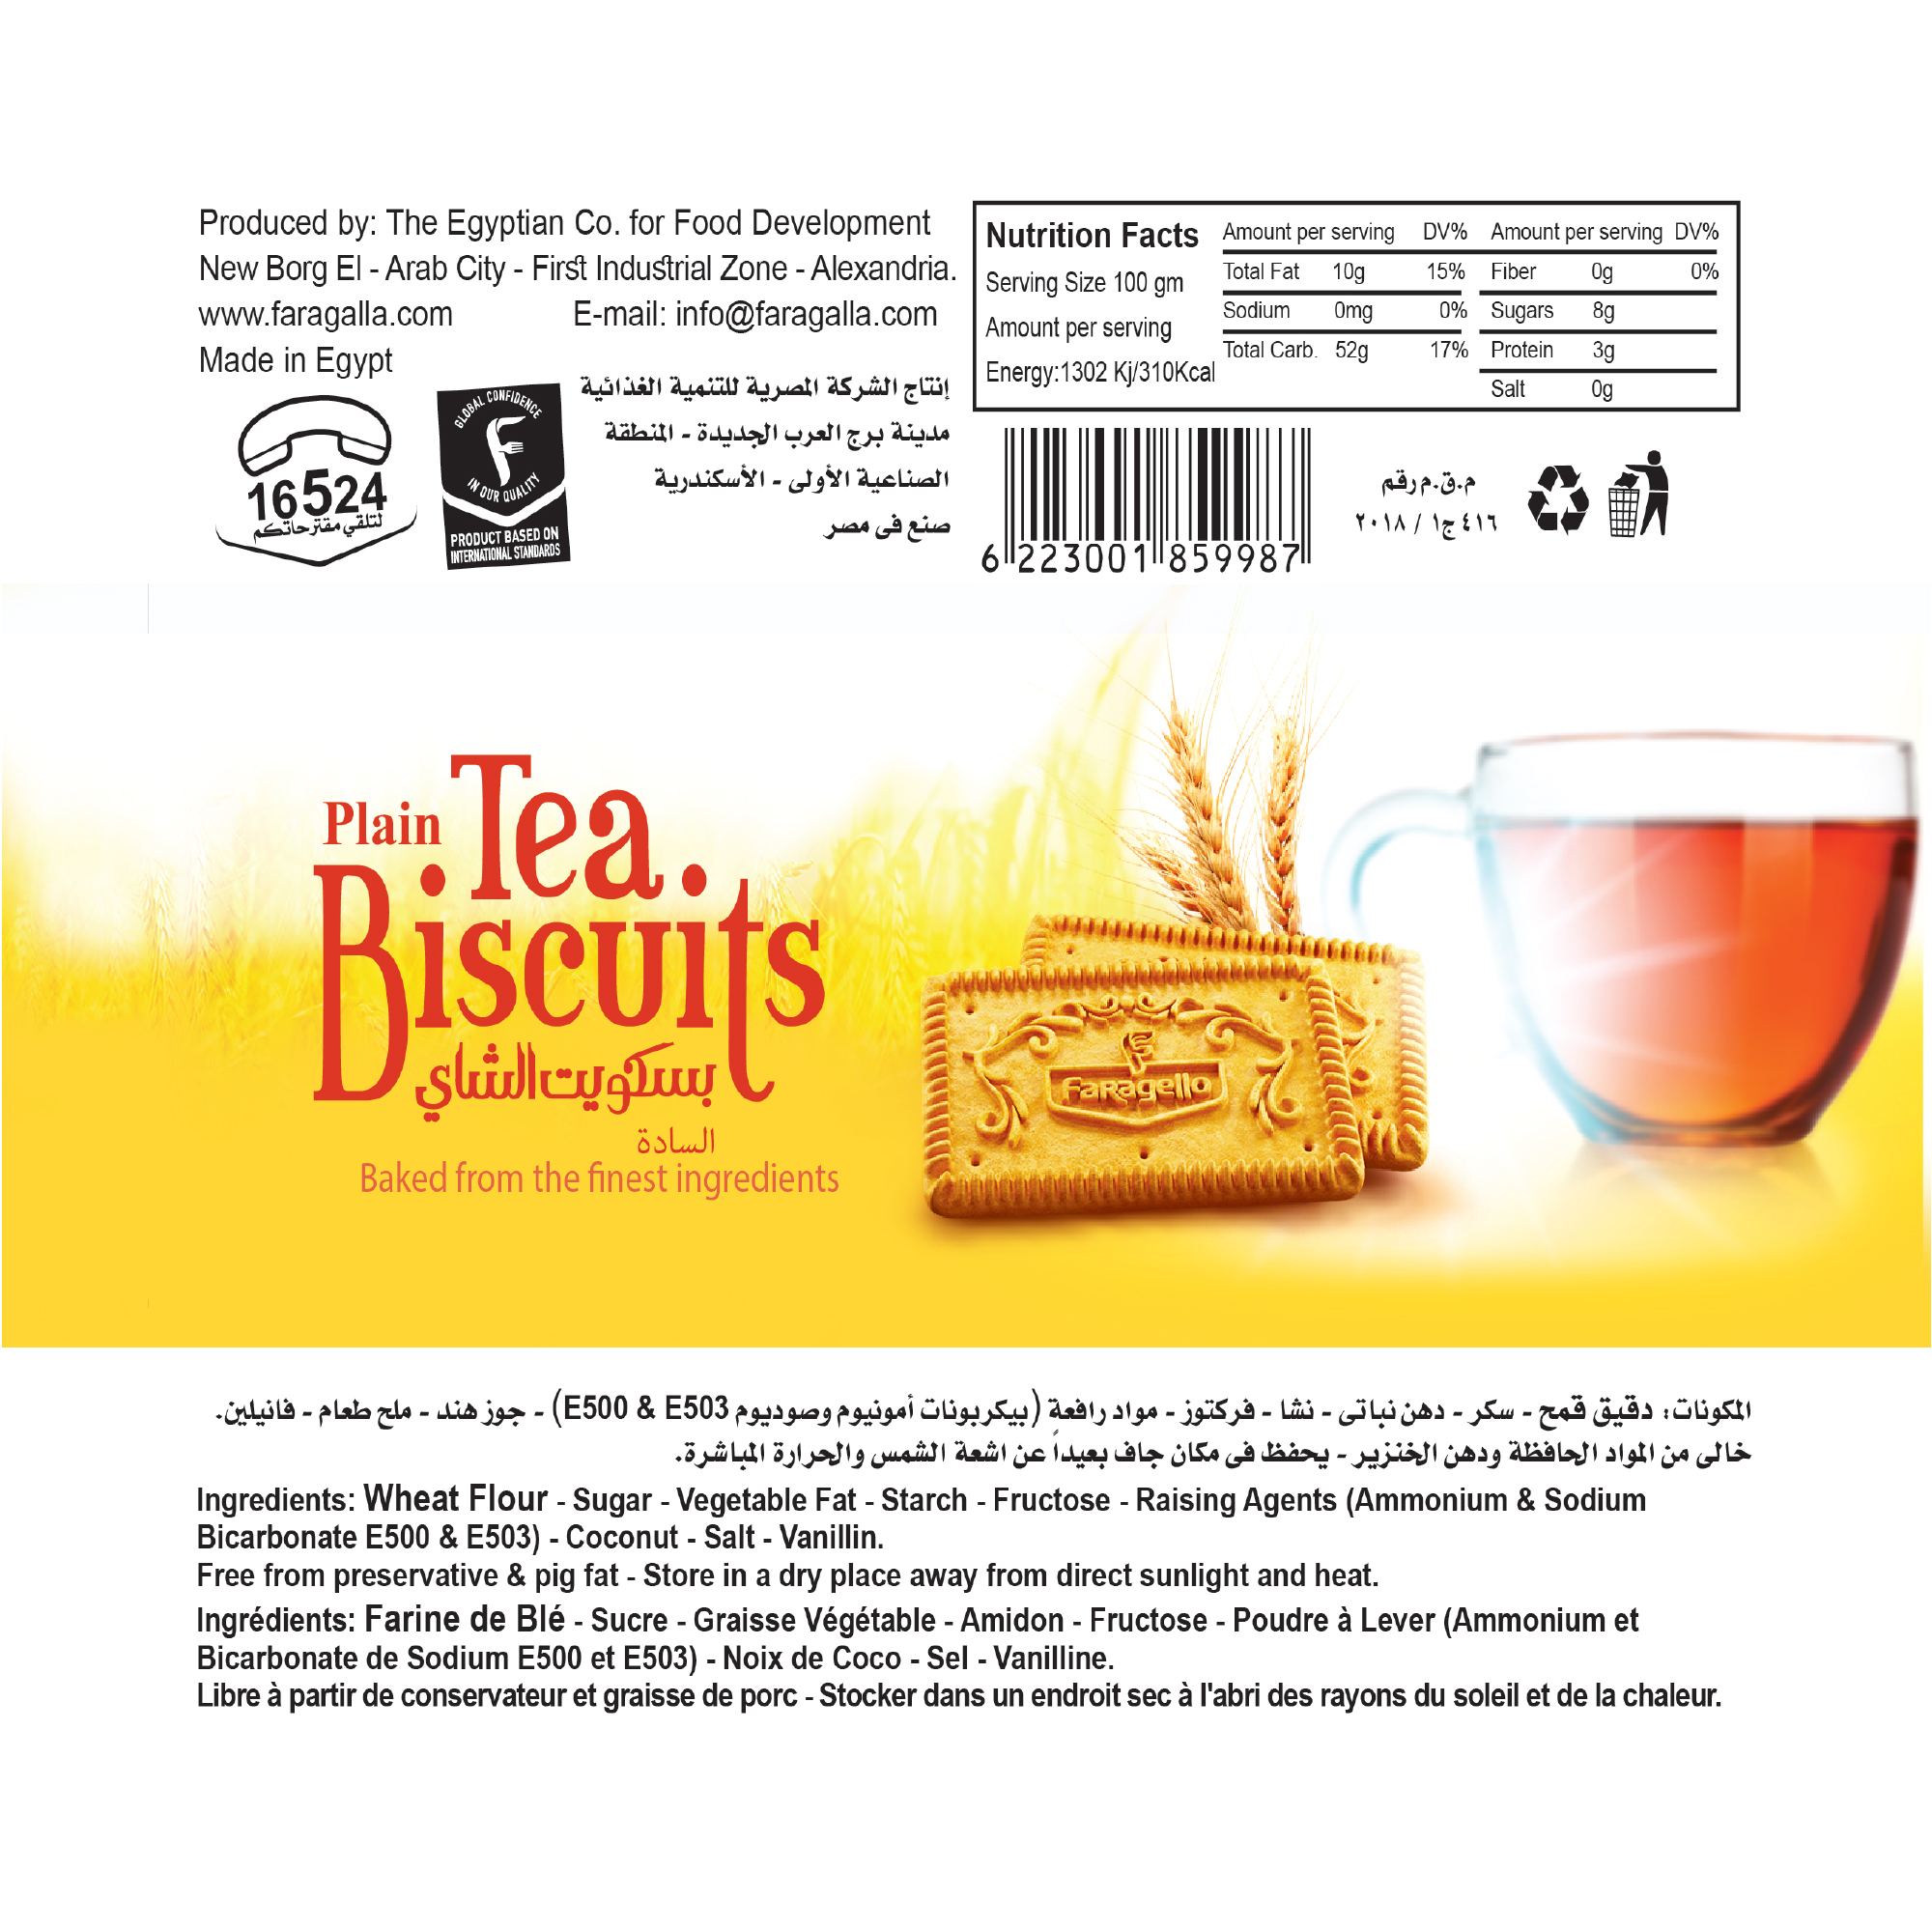 Produced by: The Egyptian Co. for Food Development
New Borg El - Arab City - First Industrial Zone - Alexandria.
www.faragalla.com E-mail: info@faragalla.com
Made in Egypt
16524
لتلقي مقترحاتكم
GLOBAL CONFIDENCE
F
IN OUR QUALITY
PRODUCT BASED ON
INTERNATIONAL STANDARDS
إنتاج الشركة المصرية للتنمية الغذائية
مدينة برج العرب الجديدة - المنطقة
الصناعية الأولى - الأسكندرية
صنع فى مصر
Nutrition Facts
Serving Size 100 gm
Amount per serving
Energy:1302 Kj/310Kcal
Amount per serving DV%
Total Fat 10g 15%
Sodium 0mg 0%
Total Carb. 52g 17%
Amount per serving DV%
Fiber 0g 0%
Sugars 8g
Protein 3g
Salt 0g
6 223001 859987
م.ق.م رقم
٤١٦ ج١ / ٢٠١٨
Plain Tea
Biscuits
بسكويت الشاي
السادة
Baked from the finest ingredients
FaRagello
المكونات: دقيق قمح - سكر - دهن نباتى - نشا - فركتوز - مواد رافعة (بيكربونات أمونيوم وصوديوم E500 & E503) - جوز هند - ملح طعام - فانيلين.
خالى من المواد الحافظة ودهن الخنزير - يحفظ فى مكان جاف بعيداً عن اشعة الشمس والحرارة المباشرة.
Ingredients: Wheat Flour - Sugar - Vegetable Fat - Starch - Fructose - Raising Agents (Ammonium & Sodium
Bicarbonate E500 & E503) - Coconut - Salt - Vanillin.
Free from preservative & pig fat - Store in a dry place away from direct sunlight and heat.
Ingrédients: Farine de Blé - Sucre - Graisse Végétable - Amidon - Fructose - Poudre à Lever (Ammonium et
Bicarbonate de Sodium E500 et E503) - Noix de Coco - Sel - Vanilline.
Libre à partir de conservateur et graisse de porc - Stocker dans un endroit sec à l'abri des rayons du soleil et de la chaleur.